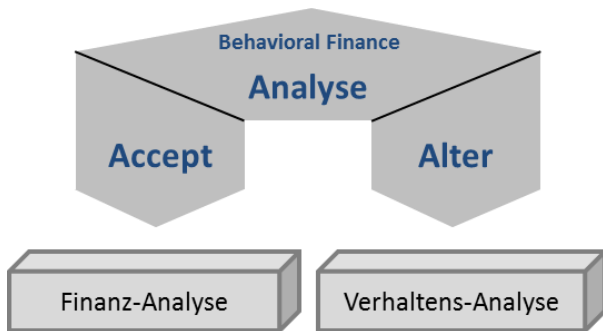 Behavioral Finance
Analyse
Accept
Alter
Finanz-Analyse
Verhaltens-Analyse